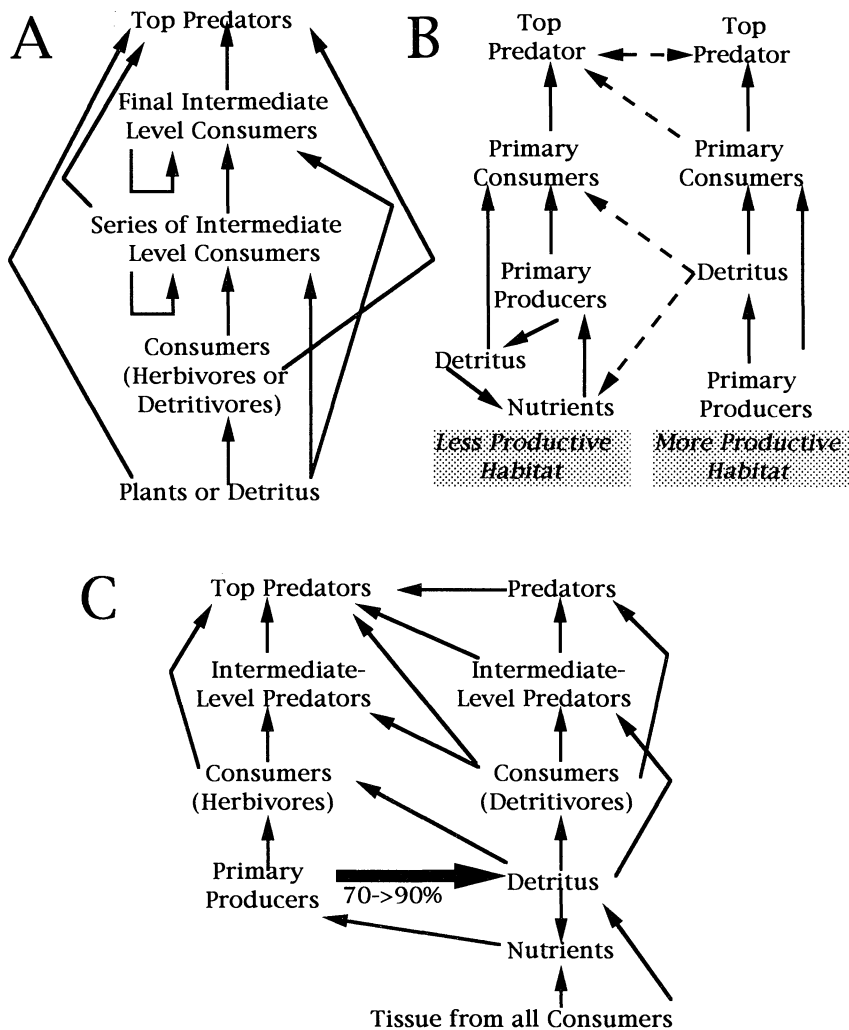 A
Top Predators
Final Intermediate
Level Consumers
Series of Intermediate
Level Consumers
Consumers
(Herbivores or
Detritivores)
Plants or Detritus
B
Top
Predator
Top
Predator
Primary
Consumers
Primary
Consumers
Primary
Producers
Detritus
Detritus
Nutrients
Primary
Producers
Less Productive
Habitat
More Productive
Habitat
C
Top Predators
Predators
Intermediate-
Level Predators
Intermediate-
Level Predators
Consumers
(Herbivores)
Consumers
(Detritivores)
Primary
Producers
70->90%
Detritus
Nutrients
Tissue from all Consumers